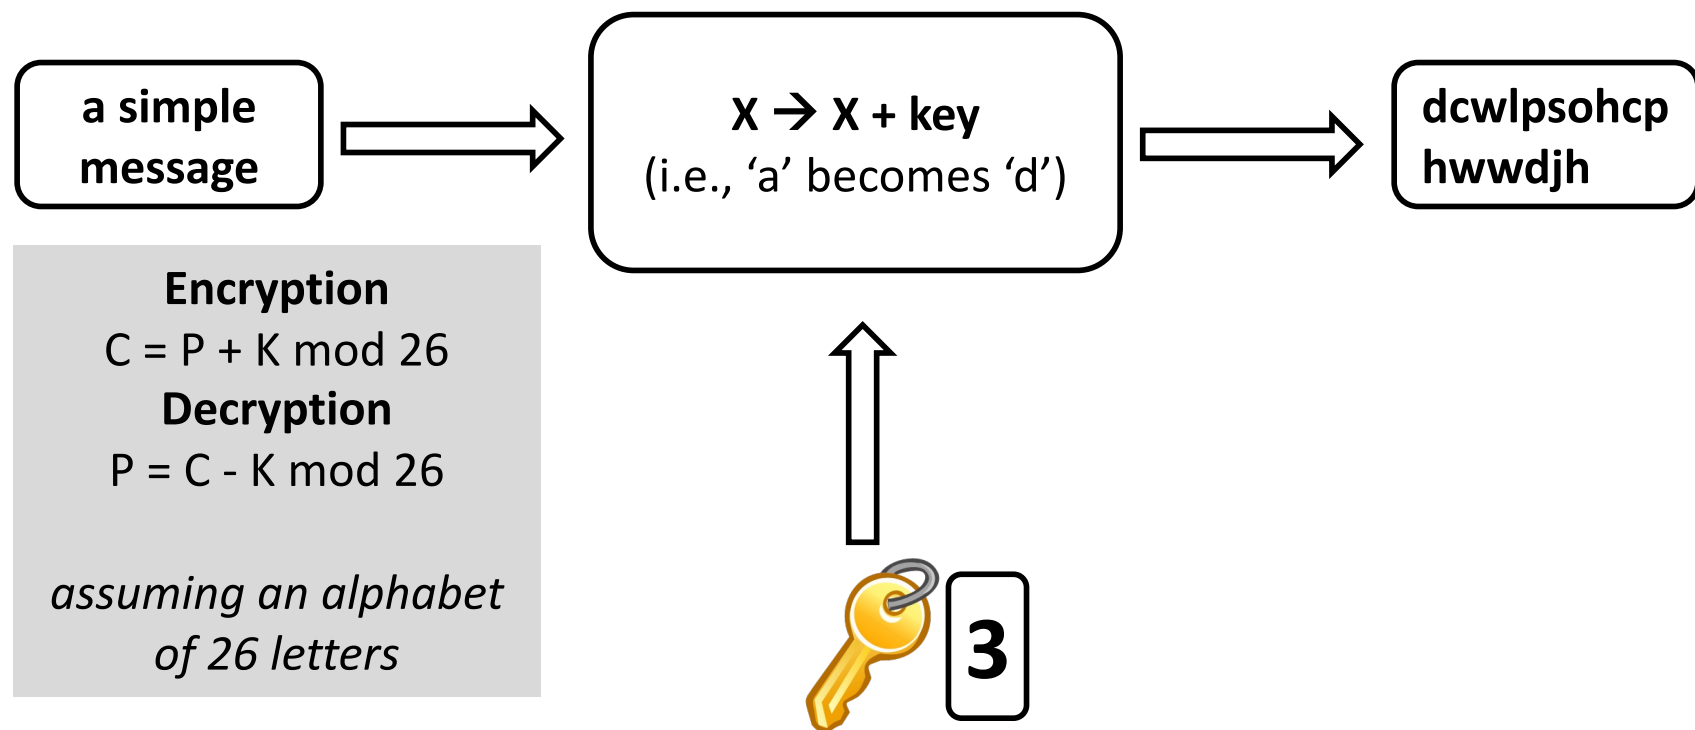 a simple
message
X → X + key
(i.e., ‘a’ becomes ‘d’)
dcwlpsohcp
hwwdjh
Encryption
C = P + K mod 26
Decryption
P = C - K mod 26
assuming an alphabet
of 26 letters
3